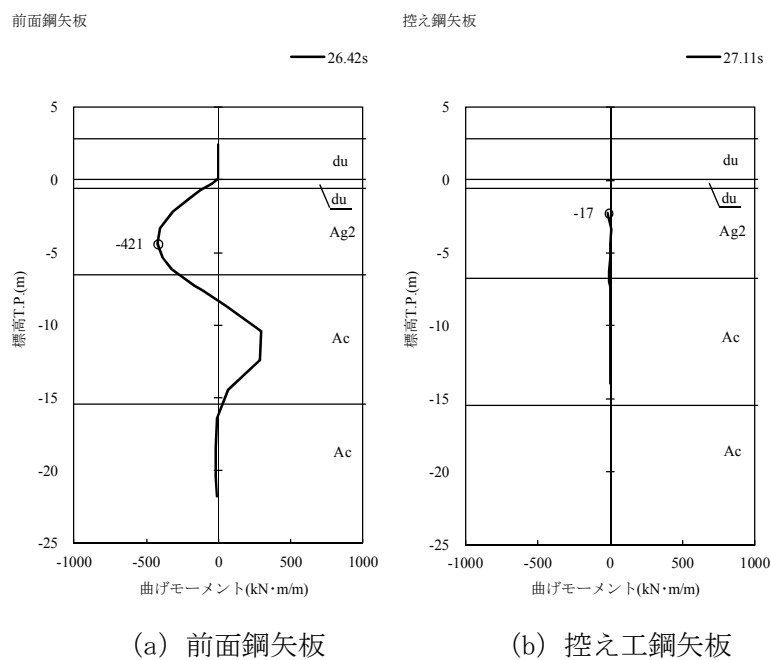 前面鋼矢板
26.42s
5
0
-5
-10
-15
-20
-25
標高T.P.(m)
du
du
Ag2
Ac
Ac
-421
-1000 -500 0 500 1000
曲げモーメント(kN・m/m)
(a) 前面鋼矢板
控え鋼矢板
27.11s
5
0
-5
-10
-15
-20
-25
標高T.P.(m)
du
du
Ag2
Ac
Ac
-17
-1000 -500 0 500 1000
曲げモーメント(kN・m/m)
(b) 控え工鋼矢板